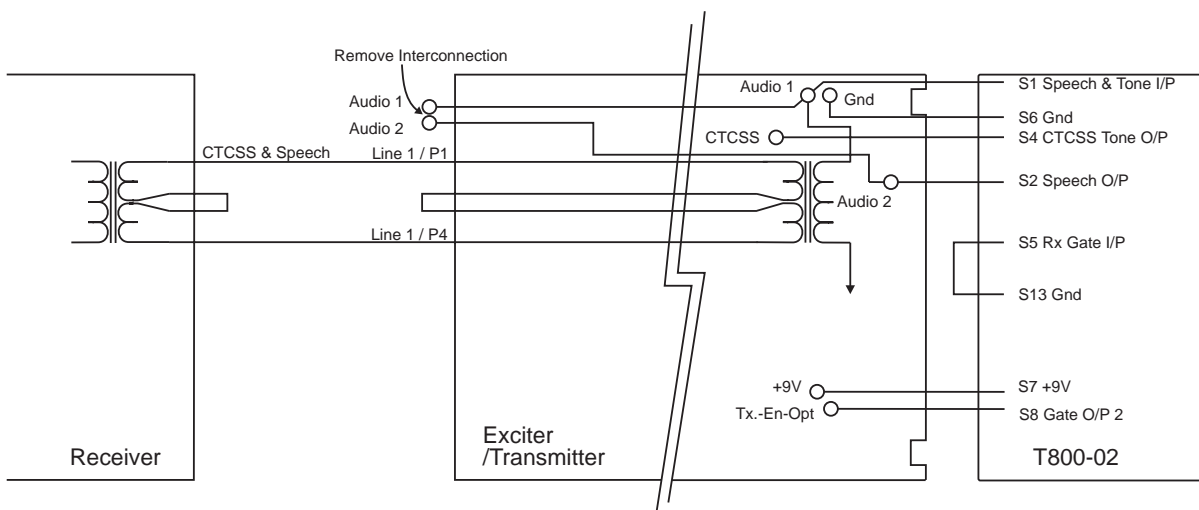 Remove Interconnection
Audio 1
Audio 2
Audio 1
Gnd
S1 Speech & Tone I/P
S6 Gnd
CTCSS
S4 CTCSS Tone O/P
CTCSS & Speech
Line 1 / P1
S2 Speech O/P
Audio 2
Line 1 / P4
S5 Rx Gate I/P
S13 Gnd
+9V
S7 +9V
Tx.-En-Opt
S8 Gate O/P 2
Receiver
Exciter
/Transmitter
T800-02